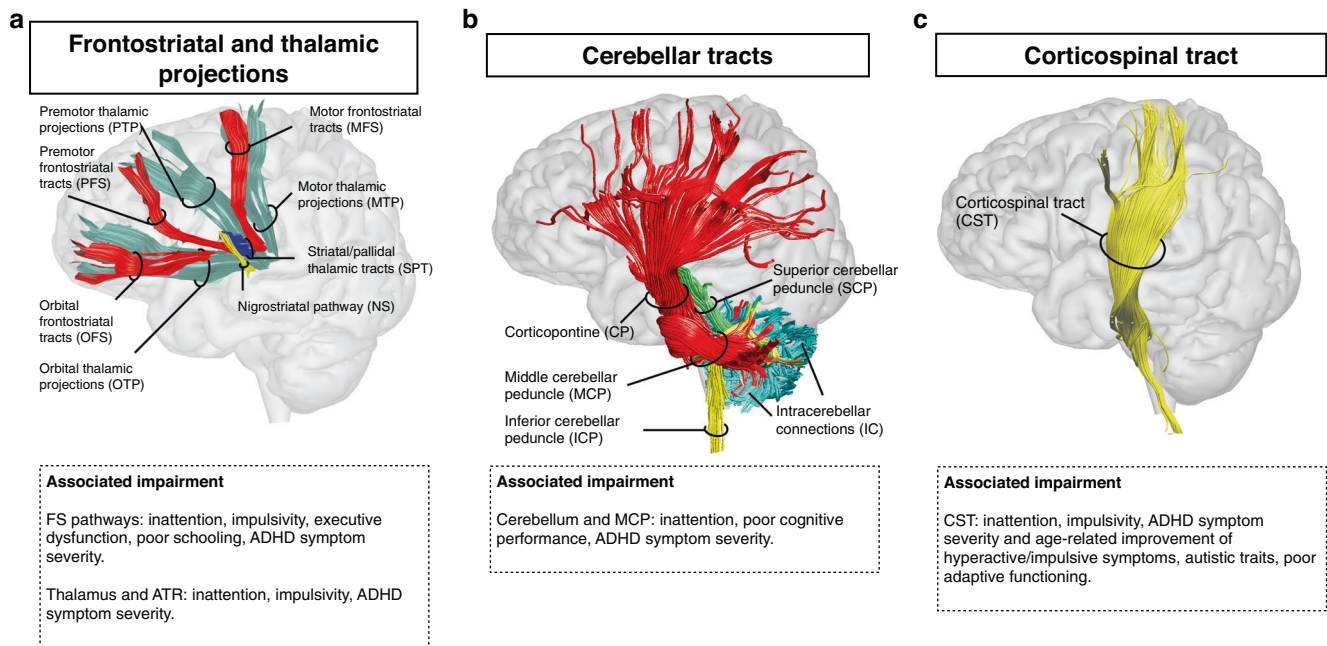 a
Frontostriatal and thalamic
projections
Premotor thalamic
projections (PTP)
Premotor
frontostriatal
tracts (PFS)
Motor frontostriatal
tracts (MFS)
Motor thalamic
projections (MTP)
Striatal/pallidal
thalamic tracts (SPT)
Nigrostriatal pathway (NS)
Orbital
frontostriatal
tracts (OFS)
Orbital thalamic
projections (OTP)
Associated impairment
FS pathways: inattention, impulsivity, executive
dysfunction, poor schooling, ADHD symptom
severity.
Thalamus and ATR: inattention, impulsivity, ADHD
symptom severity.
b
Cerebellar tracts
Superior cerebellar
peduncle (SCP)
Corticopontine (CP)
Middle cerebellar
peduncle (MCP)
Inferior cerebellar
peduncle (ICP)
Intracerebellar
connections (IC)
Associated impairment
Cerebellum and MCP: inattention, poor cognitive
performance, ADHD symptom severity.
c
Corticospinal tract
Corticospinal tract
(CST)
Associated impairment
CST: inattention, impulsivity, ADHD symptom
severity and age-related improvement of
hyperactive/impulsive symptoms, autistic traits, poor
adaptive functioning.